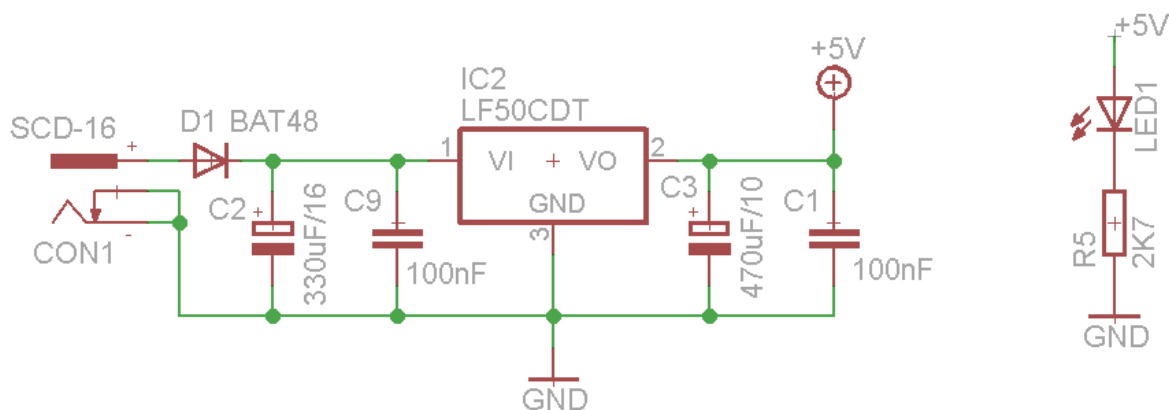 SCD-16
+
D1 BAT48
+
-
CON1
C2
+
330uF/16
C9
100nF
IC2
LF50CDT
1
VI
VO
2
GND
3
GND
C3
+
470uF/10
C1
100nF
+5V
+5V
LED1
R5
2K7
GND